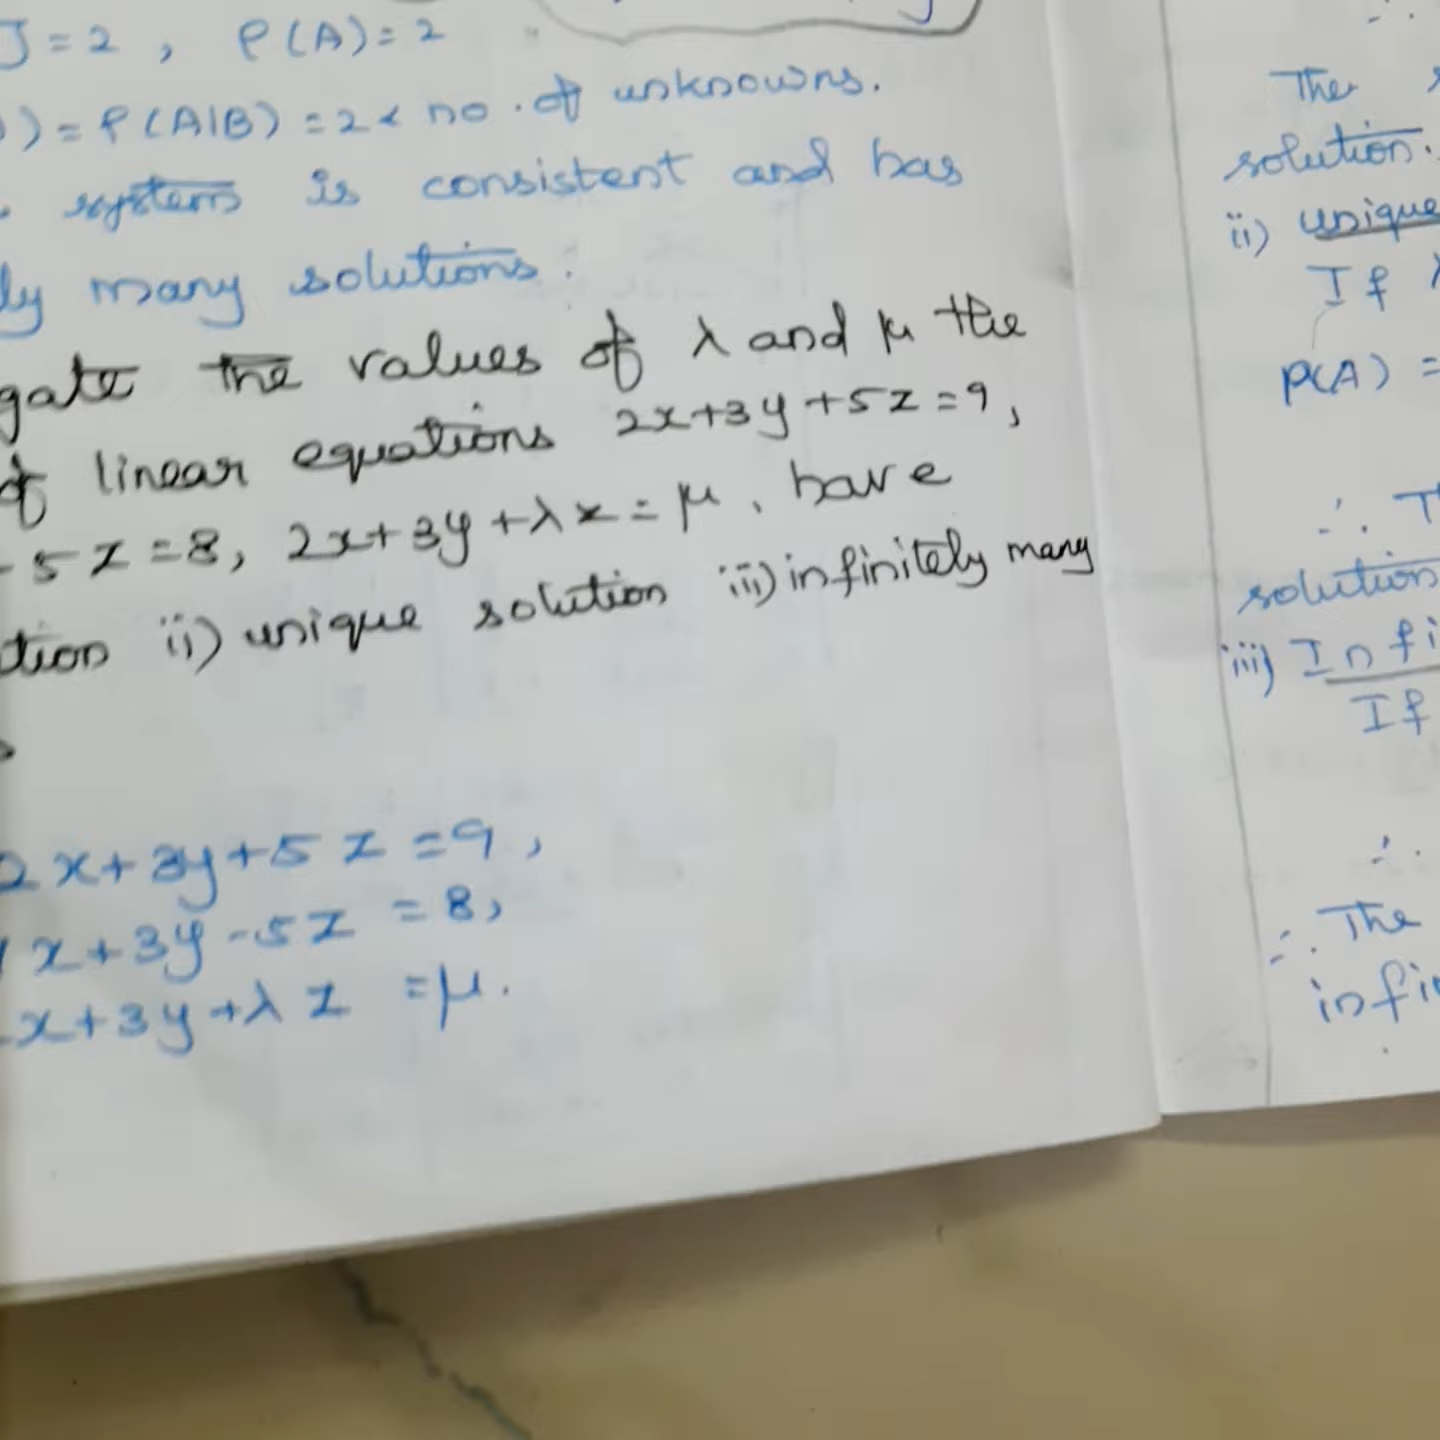 J = 2 , ρ(A) = 2
) = ρ(A|B) = 2 < no. of unknowns.
system is consistent and has
ly many solutions.
gate the values of λ and μ the
of linear equations 2x+3y+5z=9,
- 5z=8, 2x+3y+λz=μ, have
tion ii) unique solution iii) infinitely many
2x+3y+5z=9,
x+3y-5z=8,
x+3y+λz=μ.
∴
The
solution.
ii) unique
If λ
ρ(A) =
∴ T
solution
iii) Infi
If
∴
∴ The
infi